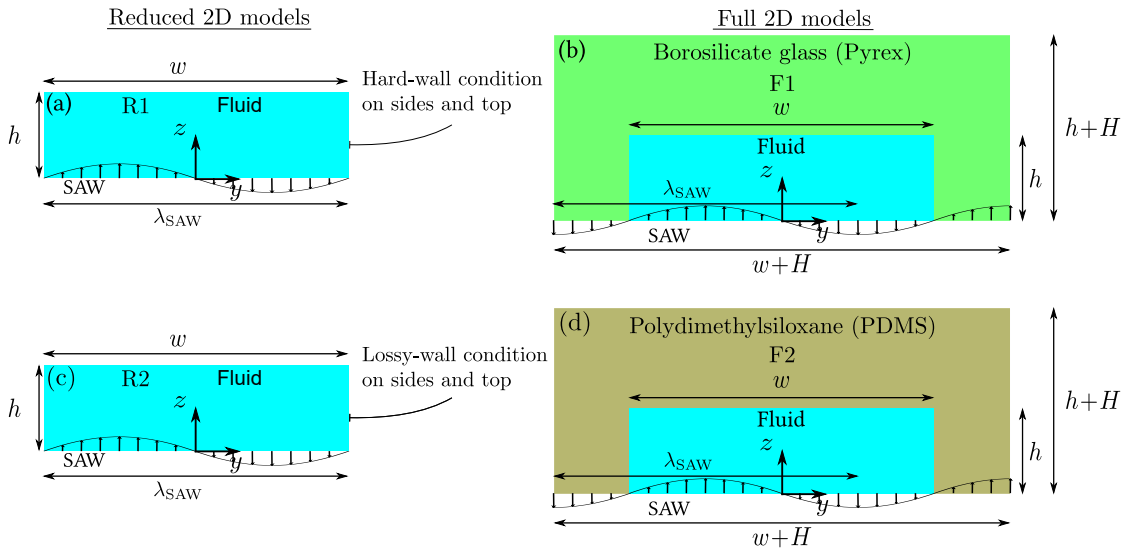 Reduced 2D models
Full 2D models
(a)
w
R1
Fluid
h
z
y
SAW
λSAW
Hard-wall condition
on sides and top
(b)
Borosilicate glass (Pyrex)
F1
w
Fluid
z
λSAW
y
SAW
h
h+H
w+H
(c)
w
R2
Fluid
h
z
y
SAW
λSAW
Lossy-wall condition
on sides and top
(d)
Polydimethylsiloxane (PDMS)
F2
w
Fluid
z
λSAW
y
SAW
h
h+H
w+H